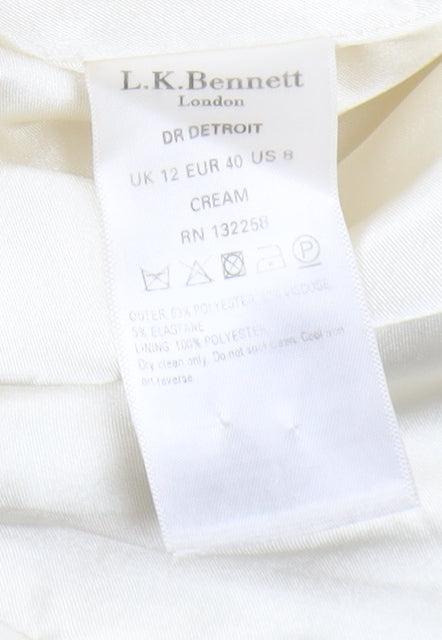 L.K.Bennett
London
DR DETROIT
UK 12 EUR 40 US 8
CREAM
RN 132258
P
OUTER 63% POLYESTER VISCOSE
5% ELASTANE
LINING 100% POLYESTER
Dry clean only. Do not Cool iron
on reverse